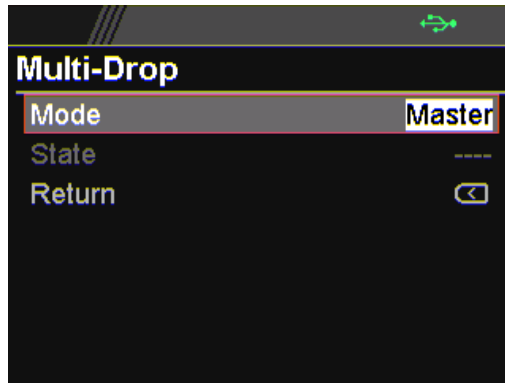 Multi-Drop
Mode Master
State ----
Return